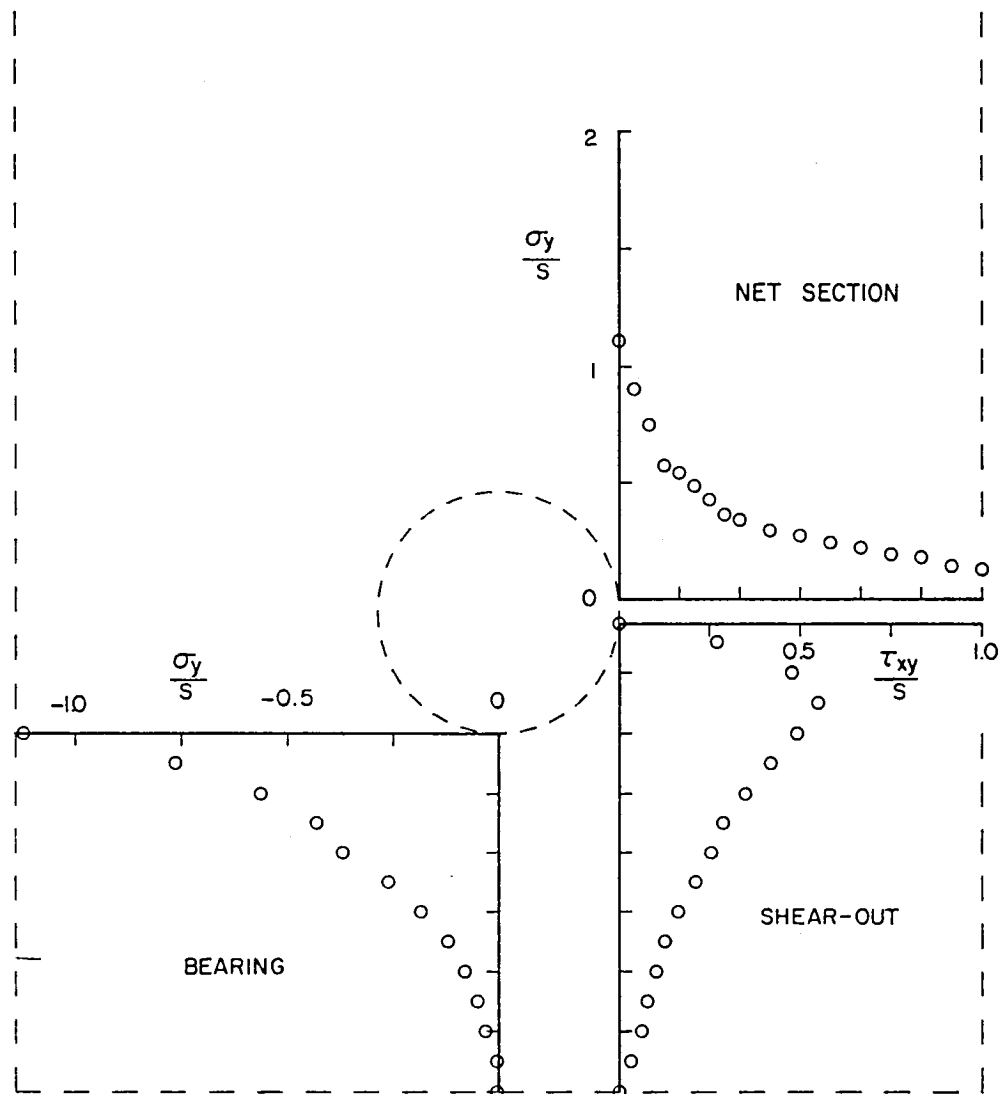 2
σy
S
NET SECTION
1
0
0.5
τxy
S
1.0
σy
S
-1.0
-0.5
0
SHEAR-OUT
BEARING